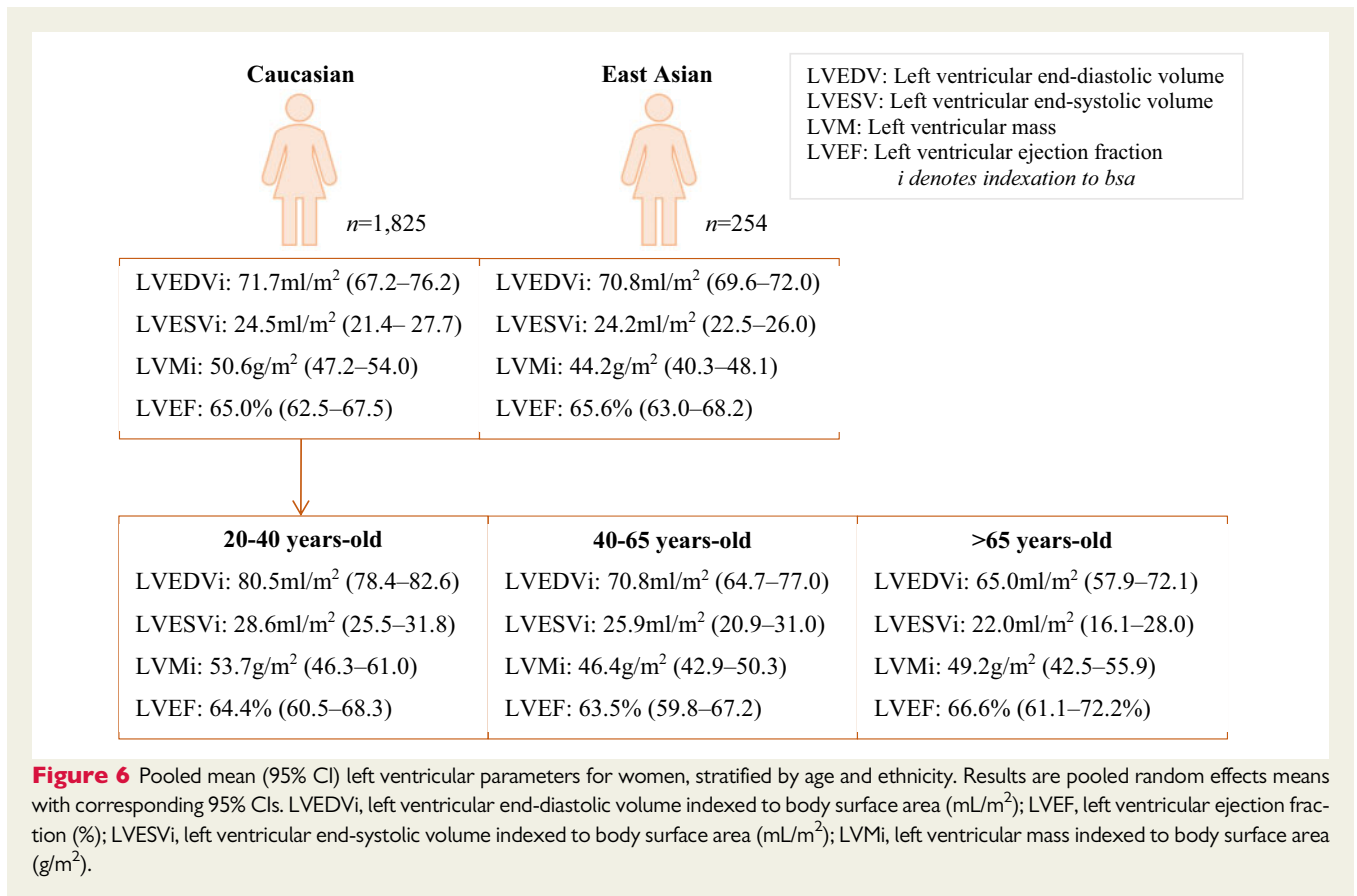 Caucasian
East Asian
LVEDV: Left ventricular end-diastolic volume
LVESV: Left ventricular end-systolic volume
LVM: Left ventricular mass
LVEF: Left ventricular ejection fraction
i denotes indexation to bsa
n=1,825
n=254
LVEDVi: 71.7ml/m² (67.2–76.2)
LVESVi: 24.5ml/m² (21.4– 27.7)
LVMi: 50.6g/m² (47.2–54.0)
LVEF: 65.0% (62.5–67.5)
LVEDVi: 70.8ml/m² (69.6–72.0)
LVESVi: 24.2ml/m² (22.5–26.0)
LVMi: 44.2g/m² (40.3–48.1)
LVEF: 65.6% (63.0–68.2)
20-40 years-old
LVEDVi: 80.5ml/m² (78.4–82.6)
LVESVi: 28.6ml/m² (25.5–31.8)
LVMi: 53.7g/m² (46.3–61.0)
LVEF: 64.4% (60.5–68.3)
40-65 years-old
LVEDVi: 70.8ml/m² (64.7–77.0)
LVESVi: 25.9ml/m² (20.9–31.0)
LVMi: 46.4g/m² (42.9–50.3)
LVEF: 63.5% (59.8–67.2)
>65 years-old
LVEDVi: 65.0ml/m² (57.9–72.1)
LVESVi: 22.0ml/m² (16.1–28.0)
LVMi: 49.2g/m² (42.5–55.9)
LVEF: 66.6% (61.1–72.2%)
Figure 6 Pooled mean (95% CI) left ventricular parameters for women, stratified by age and ethnicity. Results are pooled random effects means
with corresponding 95% CIs. LVEDVi, left ventricular end-diastolic volume indexed to body surface area (mL/m²); LVEF, left ventricular ejection frac-
tion (%); LVESVi, left ventricular end-systolic volume indexed to body surface area (mL/m²); LVMi, left ventricular mass indexed to body surface area
(g/m²).